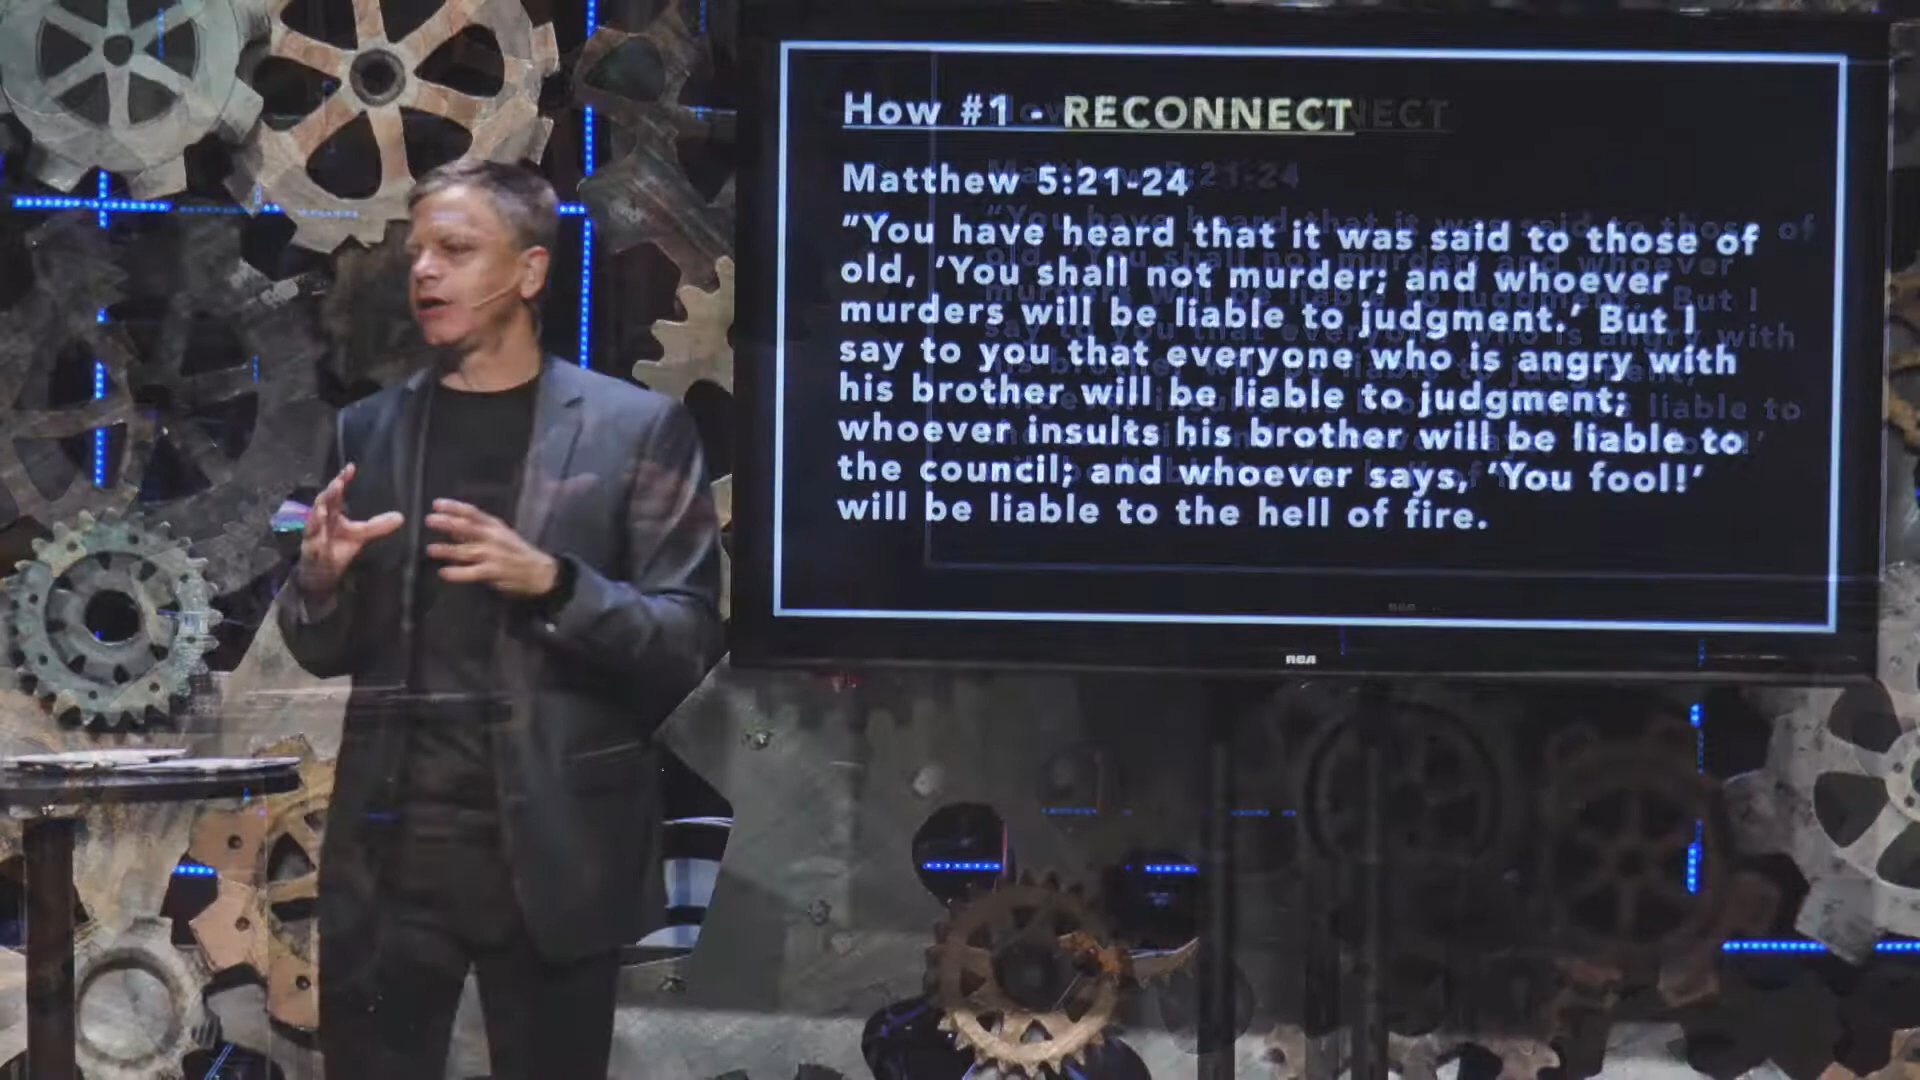 How #1 - RECONNECT
Matthew 5:21-24
"You have heard that it was said to those of
old, 'You shall not murder; and whoever
murders will be liable to judgment.' But I
say to you that everyone who is angry with
his brother will be liable to judgment;
whoever insults his brother will be liable to
the council; and whoever says, 'You fool!'
will be liable to the hell of fire.
RCA